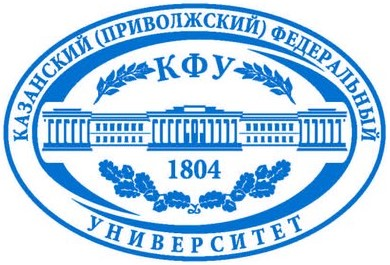 КАЗАНСКИЙ (ПРИВОЛЖСКИЙ) ФЕДЕРАЛЬНЫЙ
КФУ
1804
УНИВЕРСИТЕТ